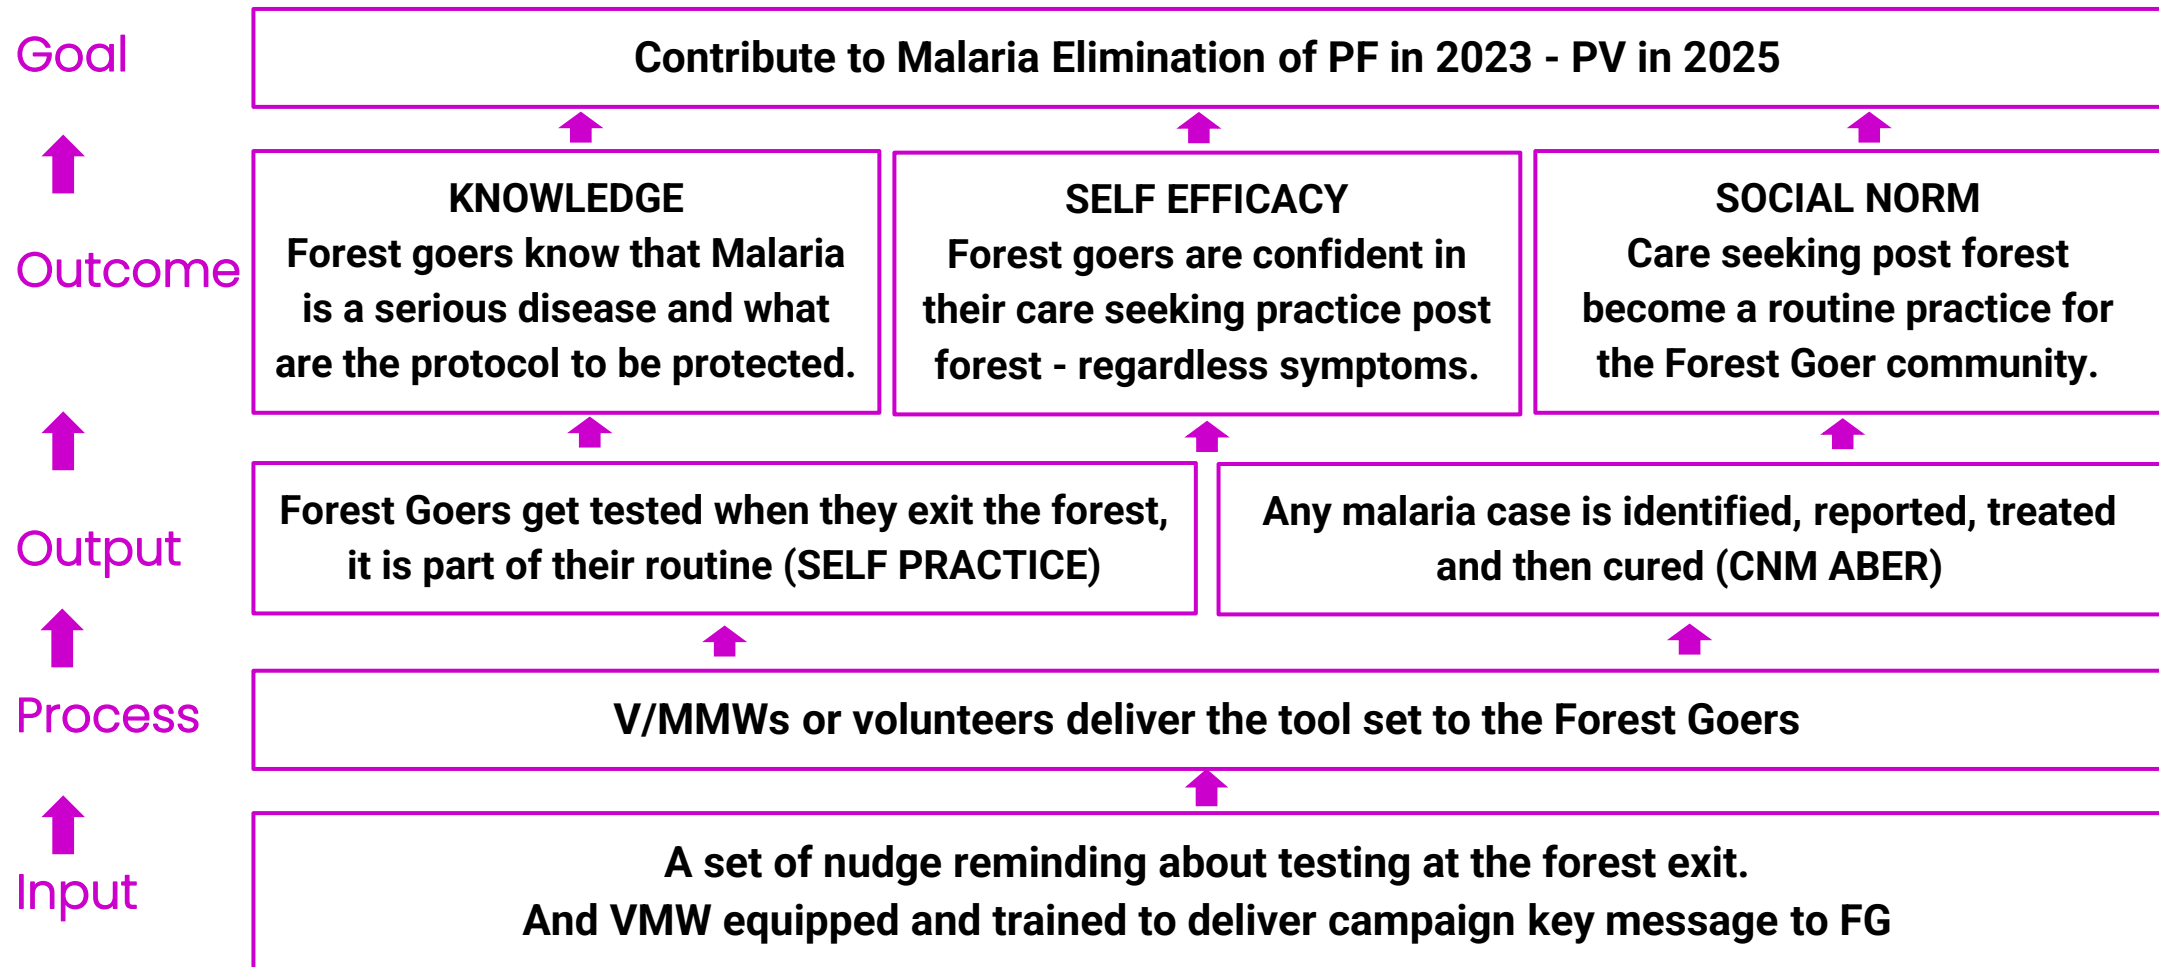 Goal
Contribute to Malaria Elimination of PF in 2023 - PV in 2025
Outcome
KNOWLEDGE
Forest goers know that Malaria
is a serious disease and what
are the protocol to be protected.
SELF EFFICACY
Forest goers are confident in
their care seeking practice post
forest - regardless symptoms.
SOCIAL NORM
Care seeking post forest
become a routine practice for
the Forest Goer community.
Output
Forest Goers get tested when they exit the forest,
it is part of their routine (SELF PRACTICE)
Any malaria case is identified, reported, treated
and then cured (CNM ABER)
Process
V/MMWs or volunteers deliver the tool set to the Forest Goers
Input
A set of nudge reminding about testing at the forest exit.
And VMW equipped and trained to deliver campaign key message to FG